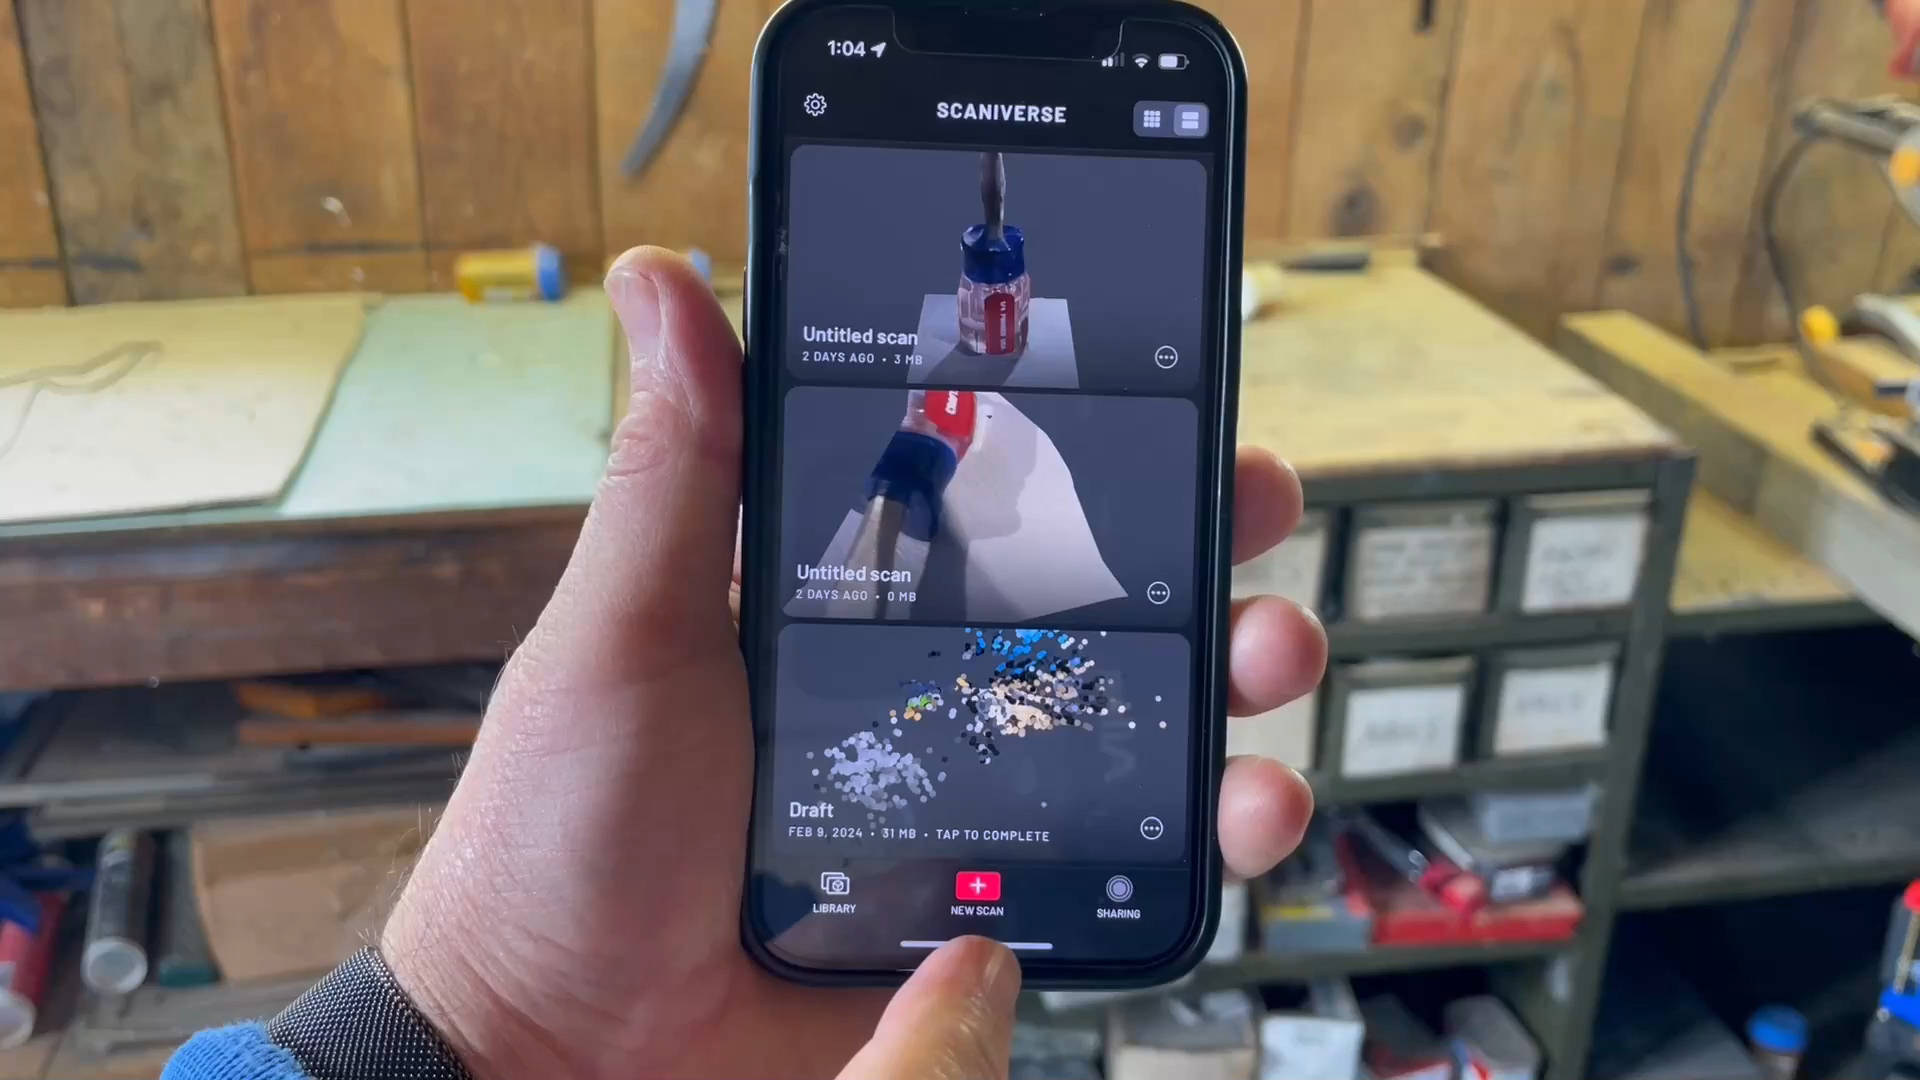 1:04
SCANIVERSE
Untitled scan
2 DAYS AGO • 3 MB
Untitled scan
2 DAYS AGO • 0 MB
Draft
FEB 9, 2024 • 31 MB • TAP TO COMPLETE
LIBRARY
NEW SCAN
SHARING